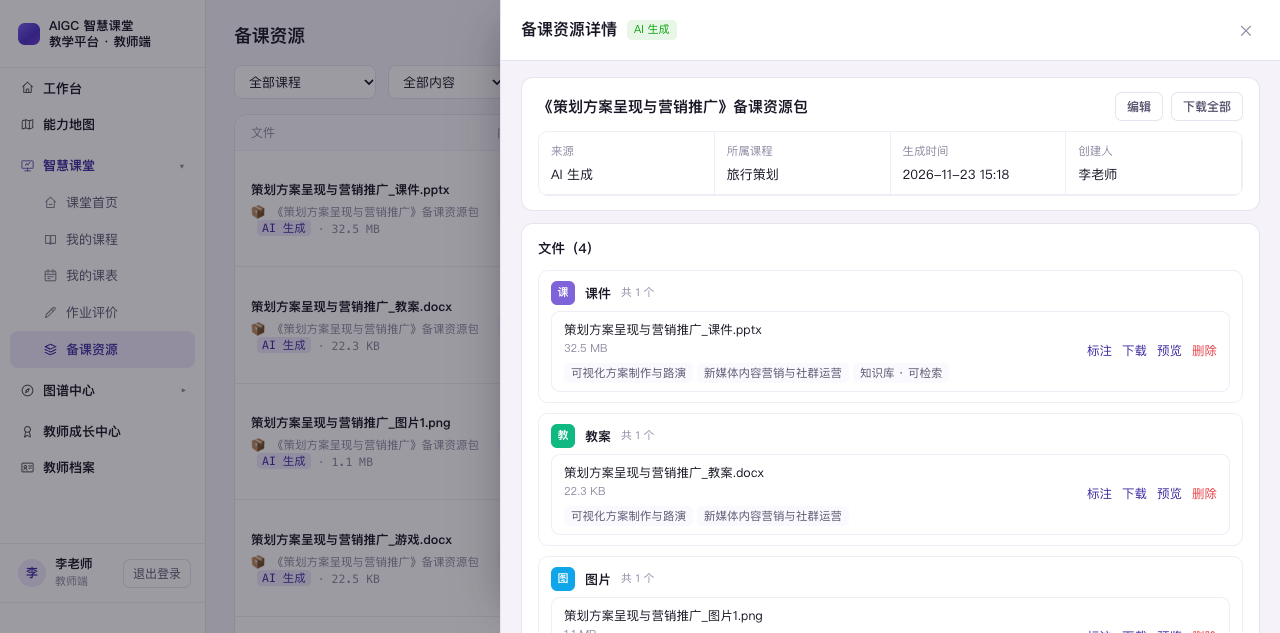 AIGC 智慧课堂
教学平台 · 教师端
工作台
能力地图
智慧课堂
课堂首页
我的课程
我的课表
作业评价
备课资源
图谱中心
教师成长中心
教师档案
李
李老师
教师端
退出登录
备课资源
全部课程
全部内容
文件
策划方案呈现与营销推广_课件.pptx
《策划方案呈现与营销推广》备课资源包
AI 生成 · 32.5 MB
策划方案呈现与营销推广_教案.docx
《策划方案呈现与营销推广》备课资源包
AI 生成 · 22.3 KB
策划方案呈现与营销推广_图片1.png
《策划方案呈现与营销推广》备课资源包
AI 生成 · 1.1 MB
策划方案呈现与营销推广_游戏.docx
《策划方案呈现与营销推广》备课资源包
AI 生成 · 22.5 KB
备课资源详情 AI 生成
《策划方案呈现与营销推广》备课资源包
编辑 下载全部
来源
AI 生成
所属课程
旅行策划
生成时间
2026-11-23 15:18
创建人
李老师
文件（4）
课 课件 共 1 个
策划方案呈现与营销推广_课件.pptx
32.5 MB
标注 下载 预览 删除
可视化方案制作与路演 新媒体内容营销与社群运营 知识库 · 可检索
教 教案 共 1 个
策划方案呈现与营销推广_教案.docx
22.3 KB
标注 下载 预览 删除
可视化方案制作与路演 新媒体内容营销与社群运营
图 图片 共 1 个
策划方案呈现与营销推广_图片1.png
1.1 MB
标注 下载 预览 删除